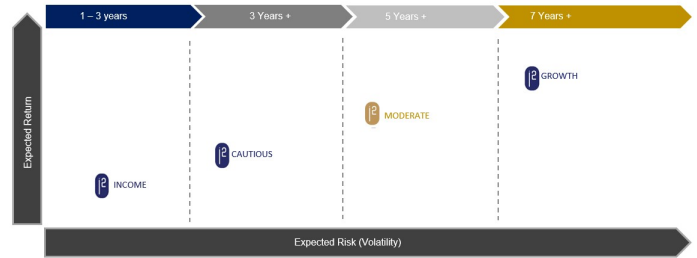 1 – 3 years
3 Years +
5 Years +
7 Years +
Expected Return
GROWTH
MODERATE
CAUTIOUS
INCOME
Expected Risk (Volatility)